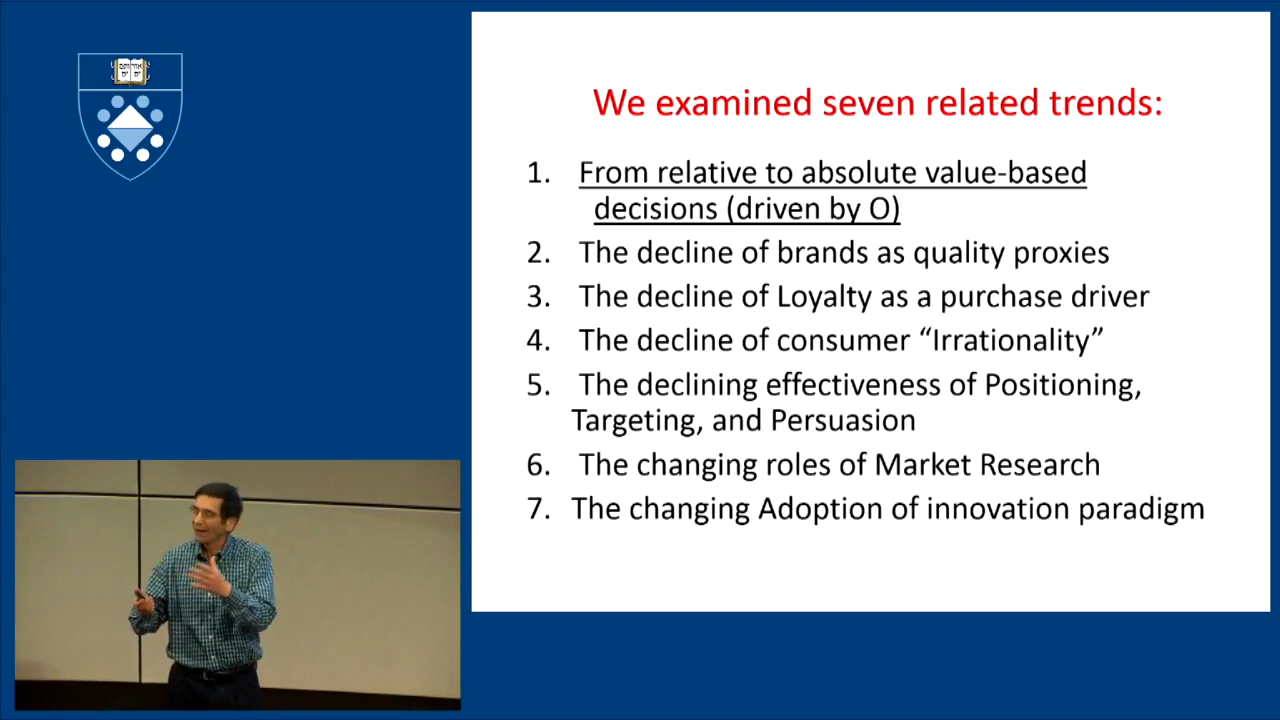 We examined seven related trends:
1. From relative to absolute value-based
decisions (driven by O)
2. The decline of brands as quality proxies
3. The decline of Loyalty as a purchase driver
4. The decline of consumer “Irrationality”
5. The declining effectiveness of Positioning,
Targeting, and Persuasion
6. The changing roles of Market Research
7. The changing Adoption of innovation paradigm